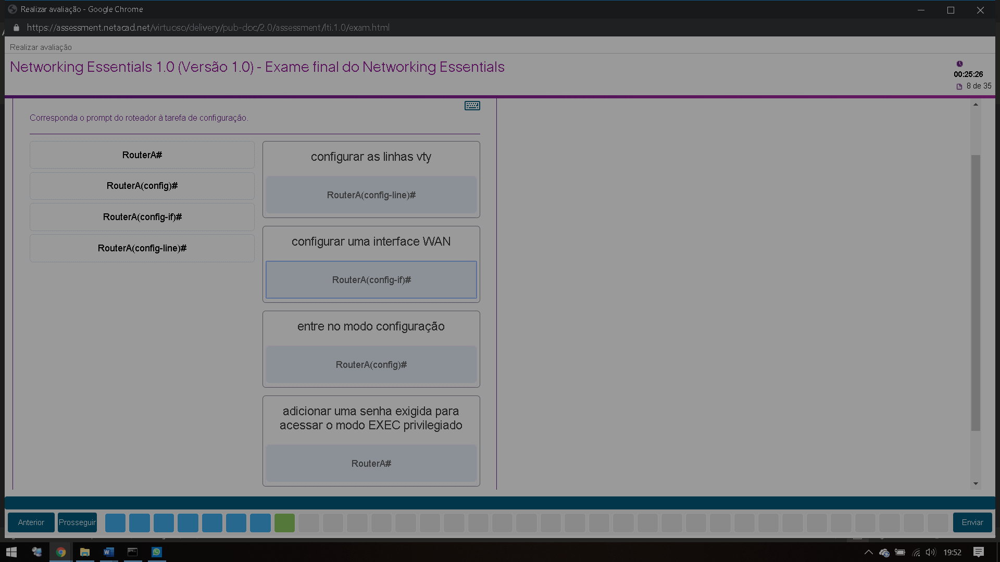 Realizar avaliação - Google Chrome
https://assessment.netacad.net/virtuoso/delivery/pub-doc/2.0/assessment/lti.1.0/exam.html
Realizar avaliação
Networking Essentials 1.0 (Versão 1.0) - Exame final do Networking Essentials
00:25:26
8 de 35
Corresponda o prompt do roteador à tarefa de configuração.
RouterA#
RouterA(config)#
RouterA(config-if)#
RouterA(config-line)#
configurar as linhas vty
RouterA(config-line)#
configurar uma interface WAN
RouterA(config-if)#
entre no modo configuração
RouterA(config)#
adicionar uma senha exigida para
acessar o modo EXEC privilegiado
RouterA#
Anterior
Prosseguir
Enviar
19:52